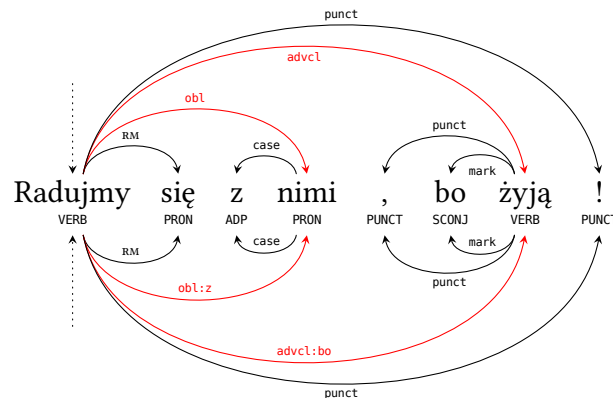 punct
advcl
obl
RM
case
punct
mark
Radujmy się z nimi , bo żyją !
VERB PRON ADP PRON PUNCT SCONJ VERB PUNCT
RM
case
mark
punct
obl:z
advcl:bo
punct